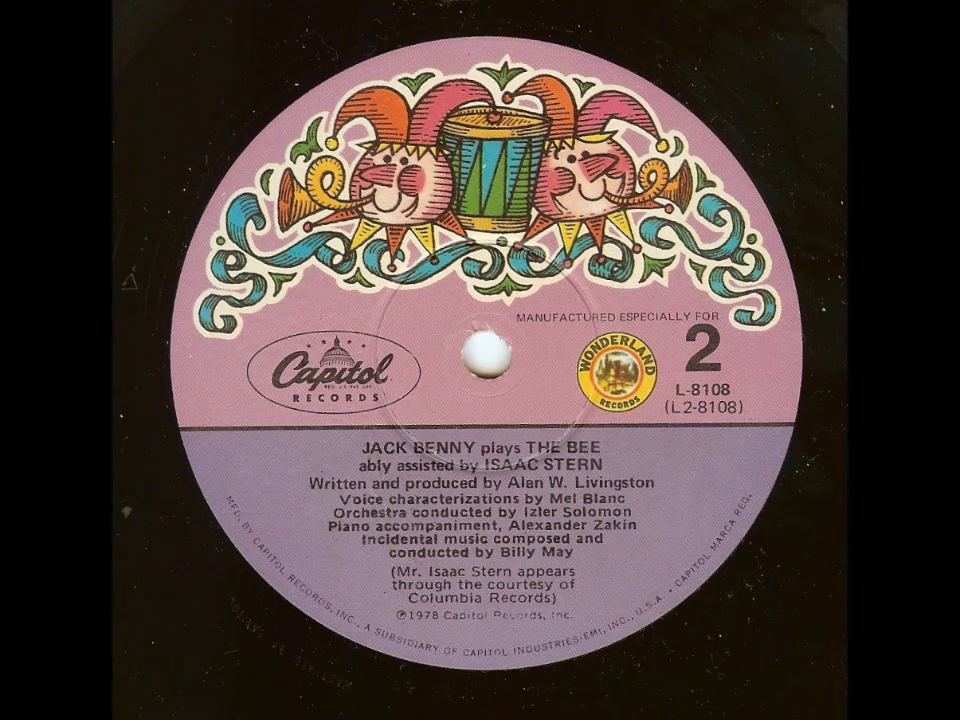 MANUFACTURED ESPECIALLY FOR
WONDERLAND
RECORDS
2
L-8108
(L2-8108)
Capitol
REG. U.S. PAT. OFF.
RECORDS
JACK BENNY plays THE BEE
ably assisted by ISAAC STERN
Written and produced by Alan W. Livingston
Voice characterizations by Mel Blanc
Orchestra conducted by Izler Solomon
Piano accompaniment, Alexander Zakin
Incidental music composed and
conducted by Billy May
(Mr. Isaac Stern appears
through the courtesy of
Columbia Records)
℗1978 Capitol Records, Inc.
MFD. BY CAPITOL RECORDS, INC., A SUBSIDIARY OF CAPITOL INDUSTRIES-EMI, INC., U.S.A. • CAPITOL MARCA REG.